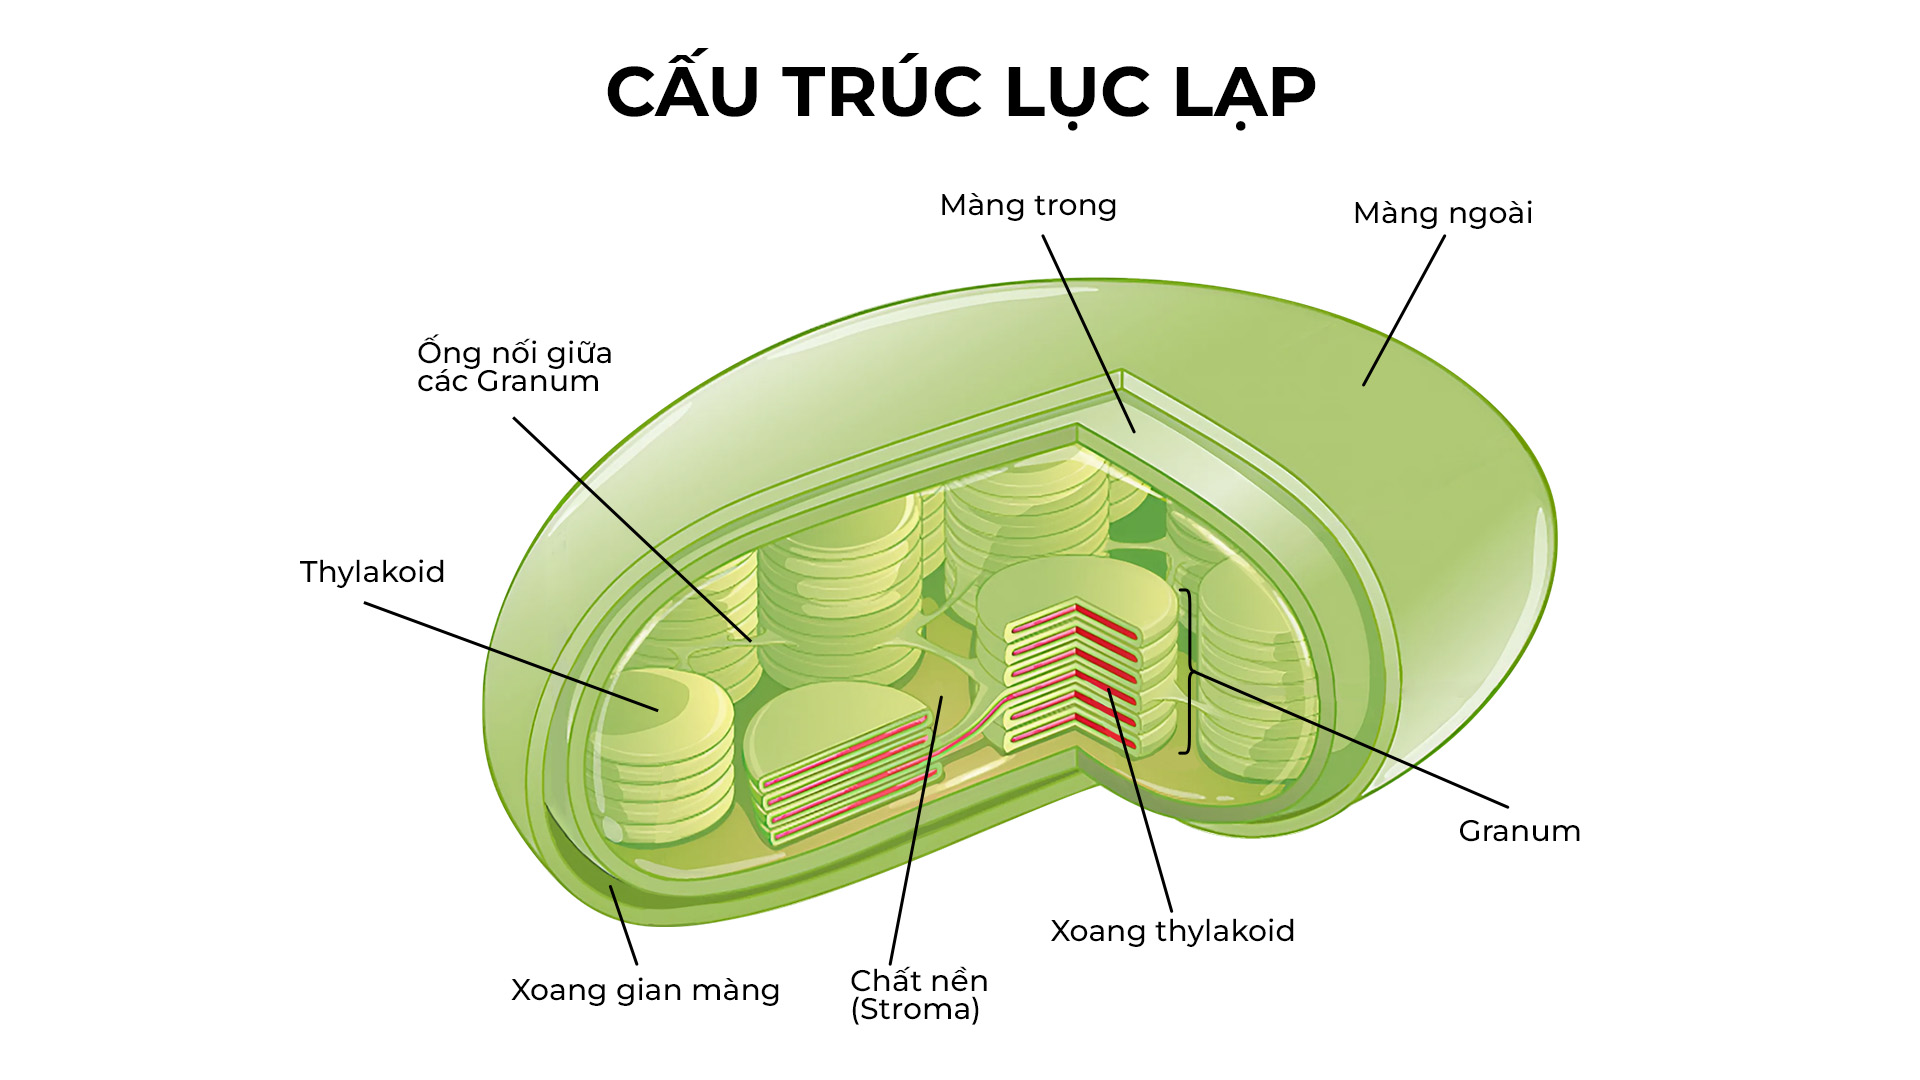 CẤU TRÚC LỤC LẠP
Màng trong
Màng ngoài
Ống nối giữa
các Granum
Thylakoid
Granum
Xoang thylakoid
Chất nền
(Stroma)
Xoang gian màng